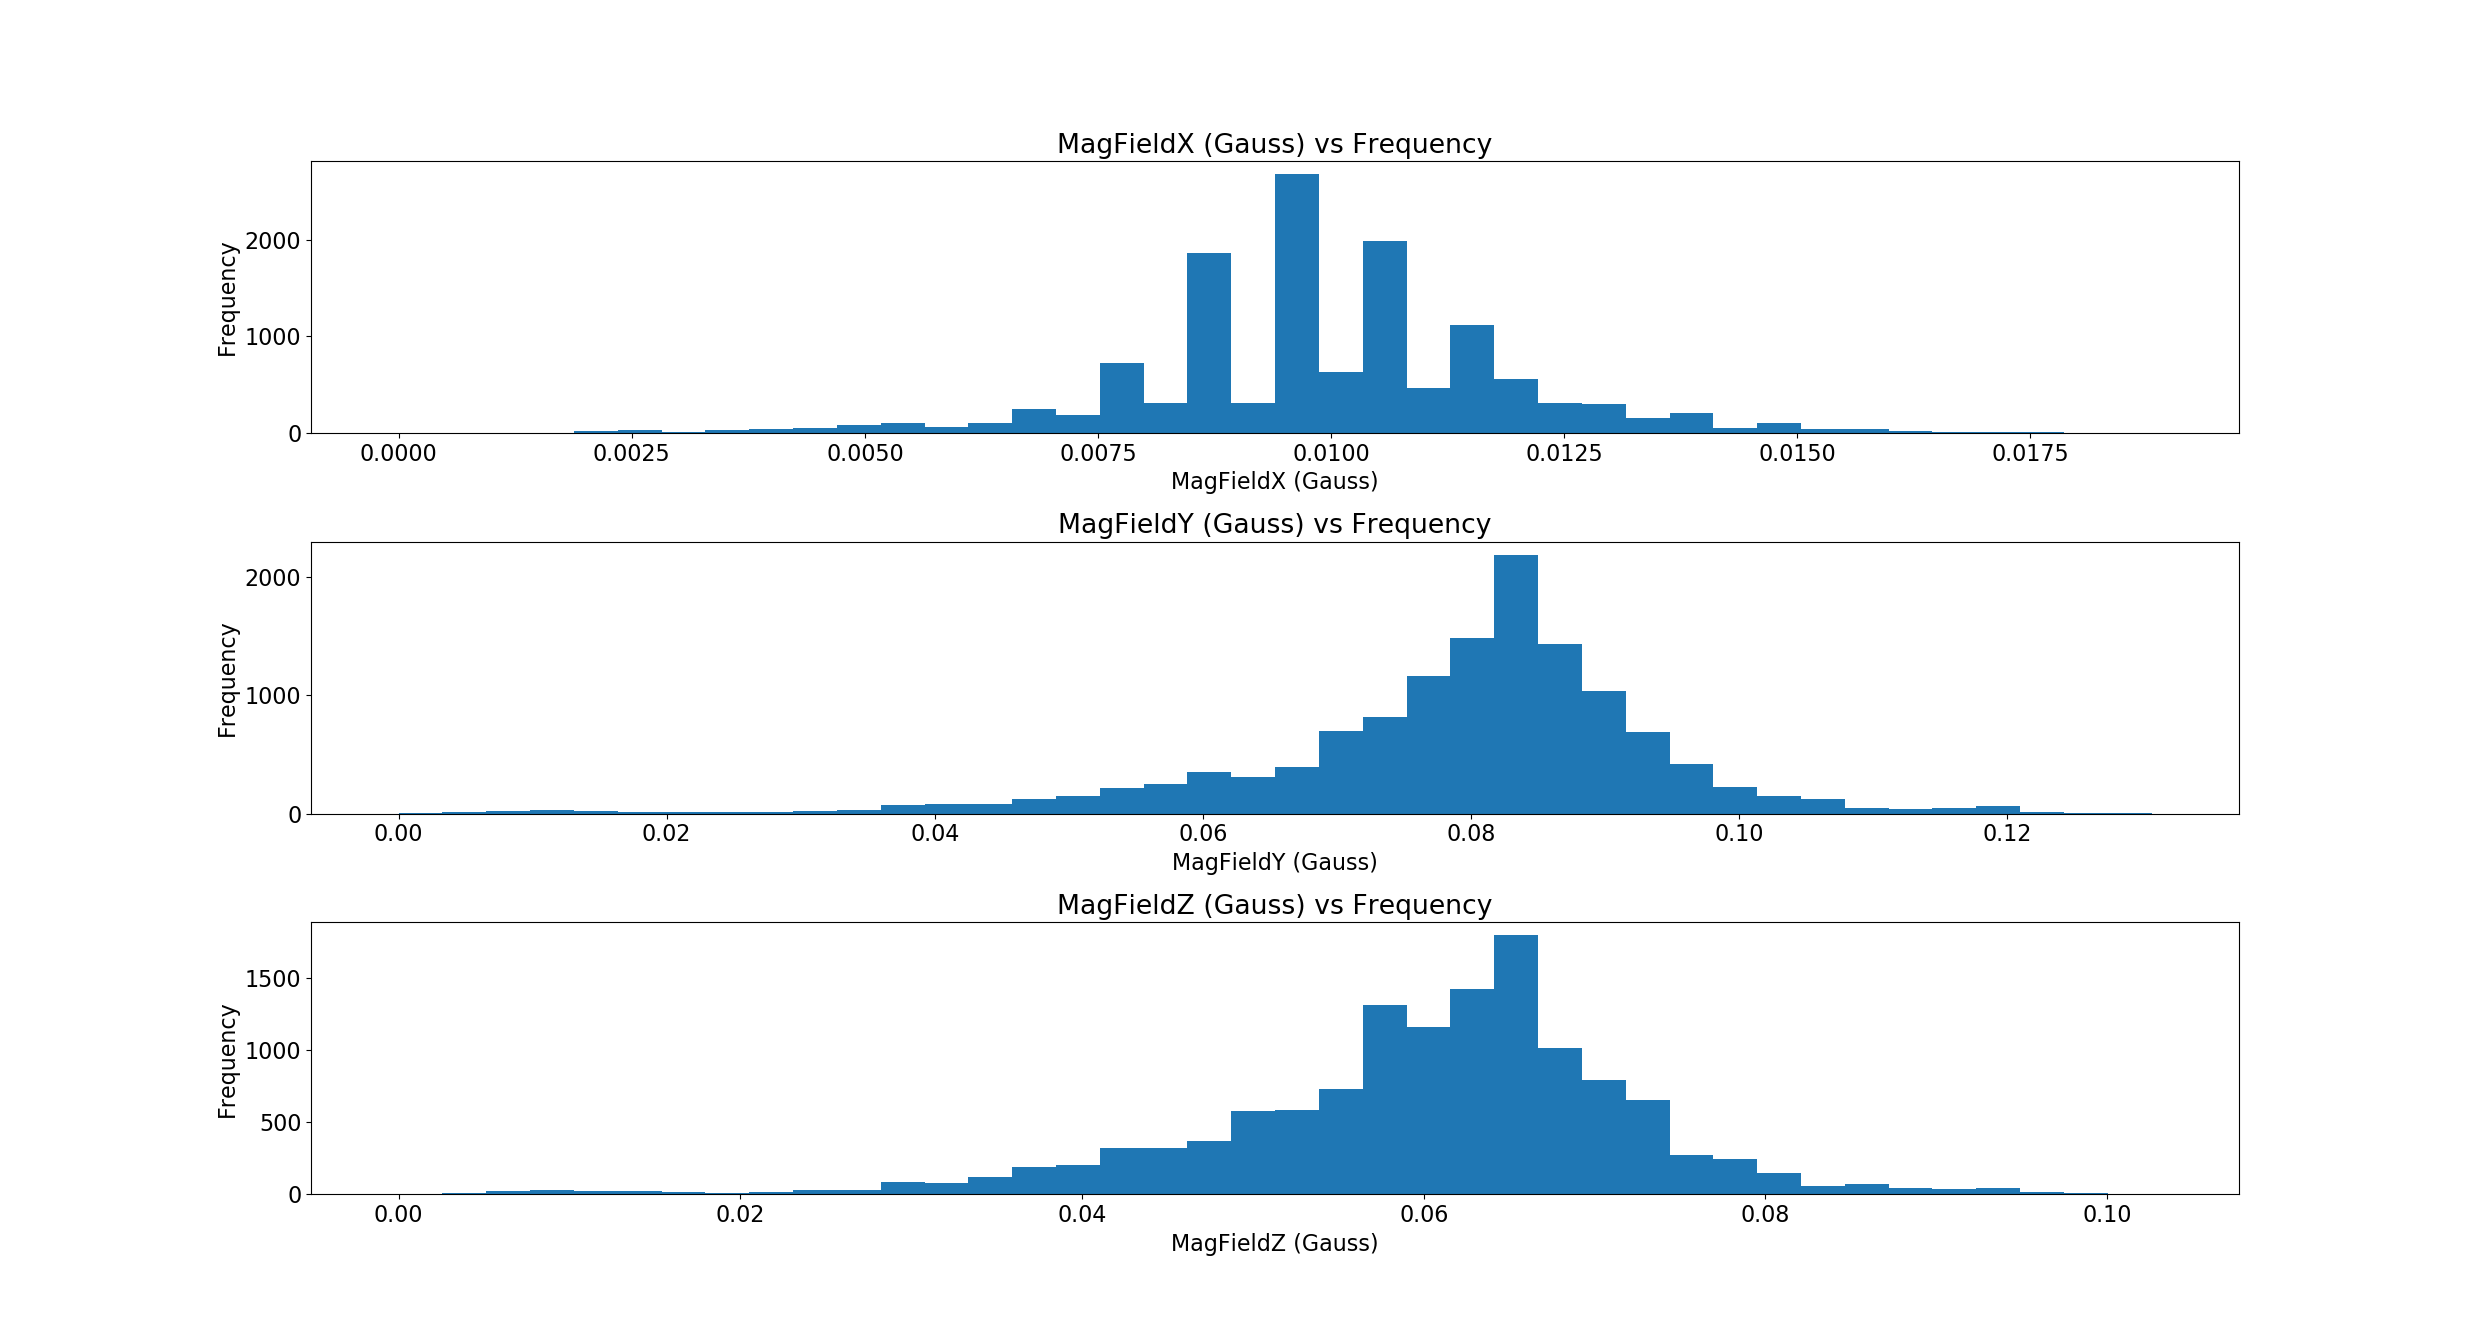 MagFieldX (Gauss) vs Frequency
Frequency
2000
1000
0
0.0000 0.0025 0.0050 0.0075 0.0100 0.0125 0.0150 0.0175
MagFieldX (Gauss)
MagFieldY (Gauss) vs Frequency
Frequency
2000
1000
0
0.00 0.02 0.04 0.06 0.08 0.10 0.12
MagFieldY (Gauss)
MagFieldZ (Gauss) vs Frequency
Frequency
1500
1000
500
0
0.00 0.02 0.04 0.06 0.08 0.10
MagFieldZ (Gauss)